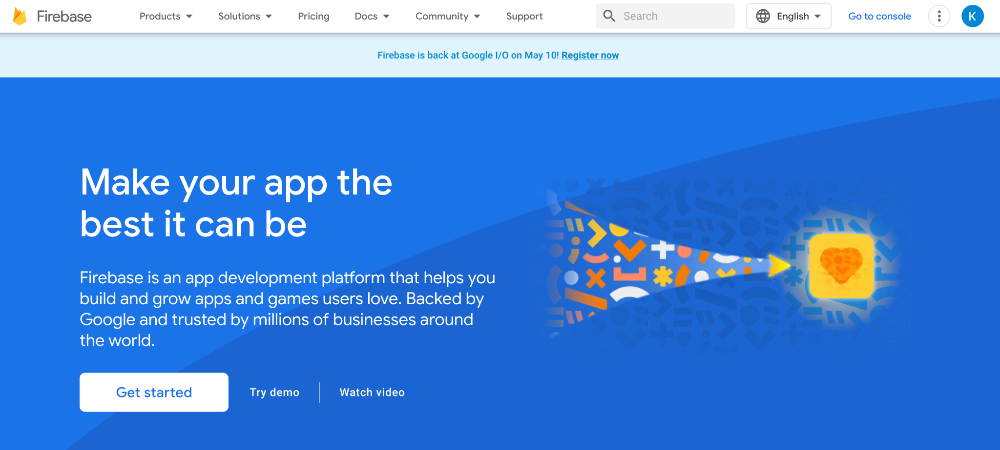 Firebase
Products
Solutions
Pricing
Docs
Community
Support
Search
English
Go to console
K
Firebase is back at Google I/O on May 10! Register now
Make your app the
best it can be
Firebase is an app development platform that helps you
build and grow apps and games users love. Backed by
Google and trusted by millions of businesses around
the world.
Get started
Try demo
Watch video